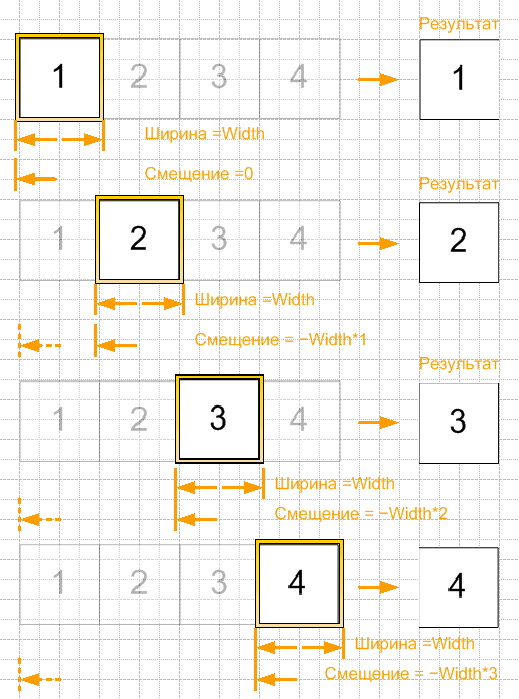 Результат
1 2 3 4 1
Ширина =Width
Смещение =0
Результат
1 2 3 4 2
Ширина =Width
Смещение = −Width*1
Результат
1 2 3 4 3
Ширина =Width
Смещение = −Width*2
1 2 3 4 4
Ширина =Width
Смещение = −Width*3